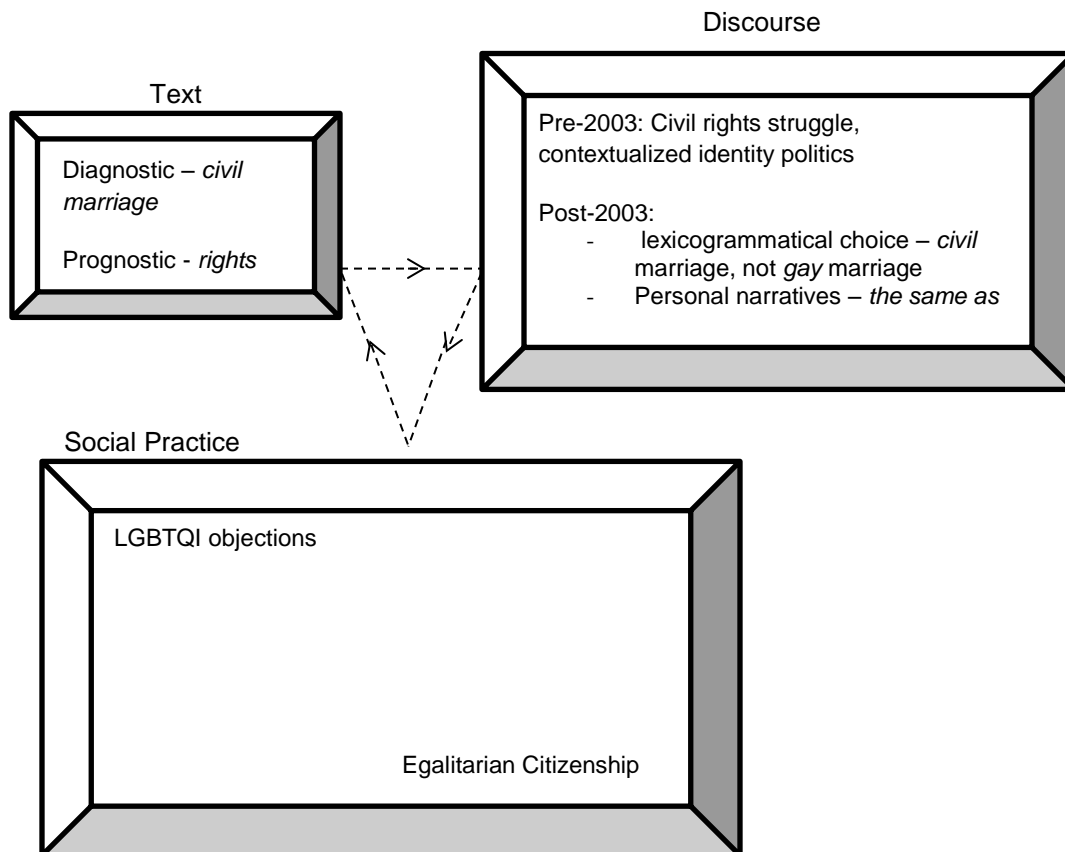 Discourse
Text
Diagnostic – civil
marriage
Prognostic - rights
Pre-2003: Civil rights struggle,
contextualized identity politics
Post-2003:
- lexicogrammatical choice – civil
marriage, not gay marriage
- Personal narratives – the same as
Social Practice
LGBTQI objections
Egalitarian Citizenship